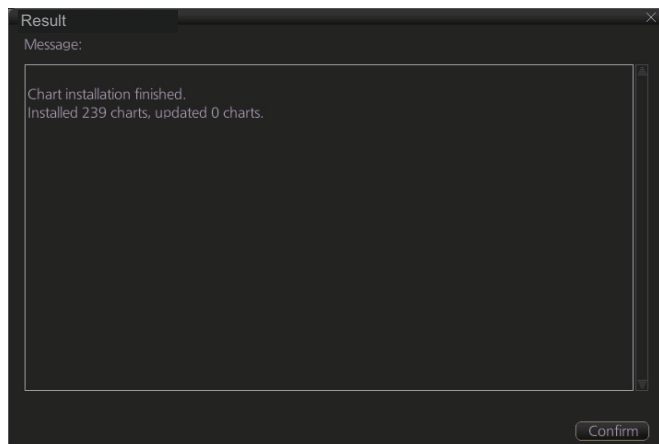 Result
Message:
Chart installation finished.
Installed 239 charts, updated 0 charts.
Confirm